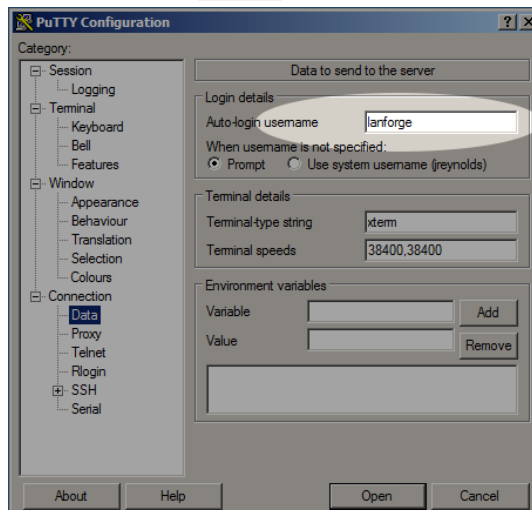 PuTTY Configuration
Category:
Session
Logging
Terminal
Keyboard
Bell
Features
Window
Appearance
Behaviour
Translation
Selection
Colours
Connection
Data
Proxy
Telnet
Rlogin
SSH
Serial
Data to send to the server
Login details
Auto-login username lanforge
When username is not specified:
Prompt Use system username (jreynolds)
Terminal details
Terminal-type string xterm
Terminal speeds 38400,38400
Environment variables
Variable Add
Value Remove
About Help Open Cancel